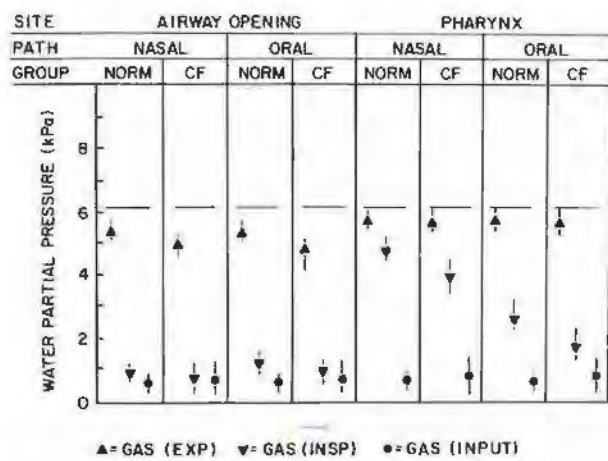 SITE AIRWAY OPENING PHARYNX
PATH NASAL ORAL NASAL ORAL
GROUP NORM CF NORM CF NORM CF NORM CF
WATER PARTIAL PRESSURE (kPa)
8
6
4
2
0
▲=GAS (EXP) ▼=GAS (INSP) ●=GAS (INPUT)